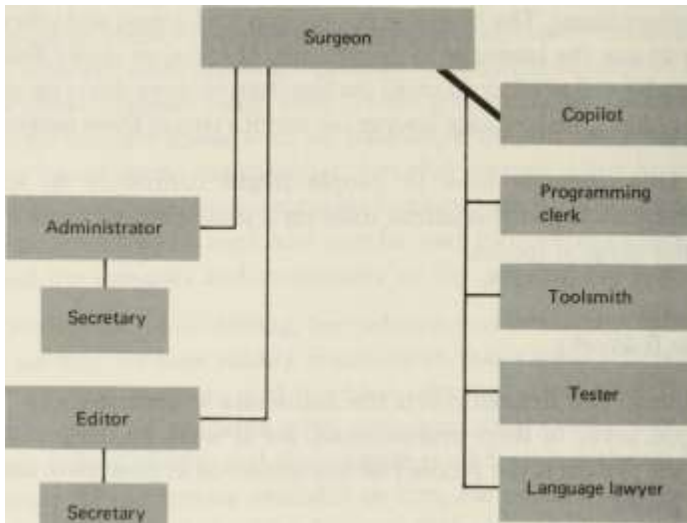 Surgeon
Copilot
Programming
clerk
Administrator
Toolsmith
Secretary
Tester
Editor
Language lawyer
Secretary